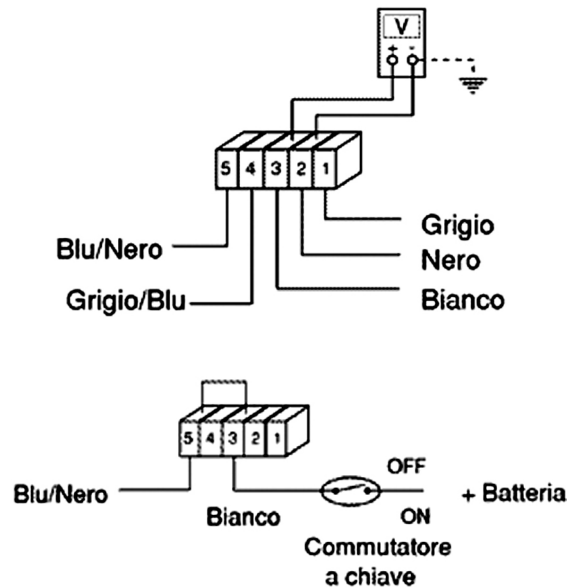 V
+ -
5 4 3 2 1
Grigio
Blu/Nero
Nero
Grigio/Blu
Bianco
5 4 3 2 1
OFF
Blu/Nero
+ Batteria
Bianco
ON
Commutatore
a chiave